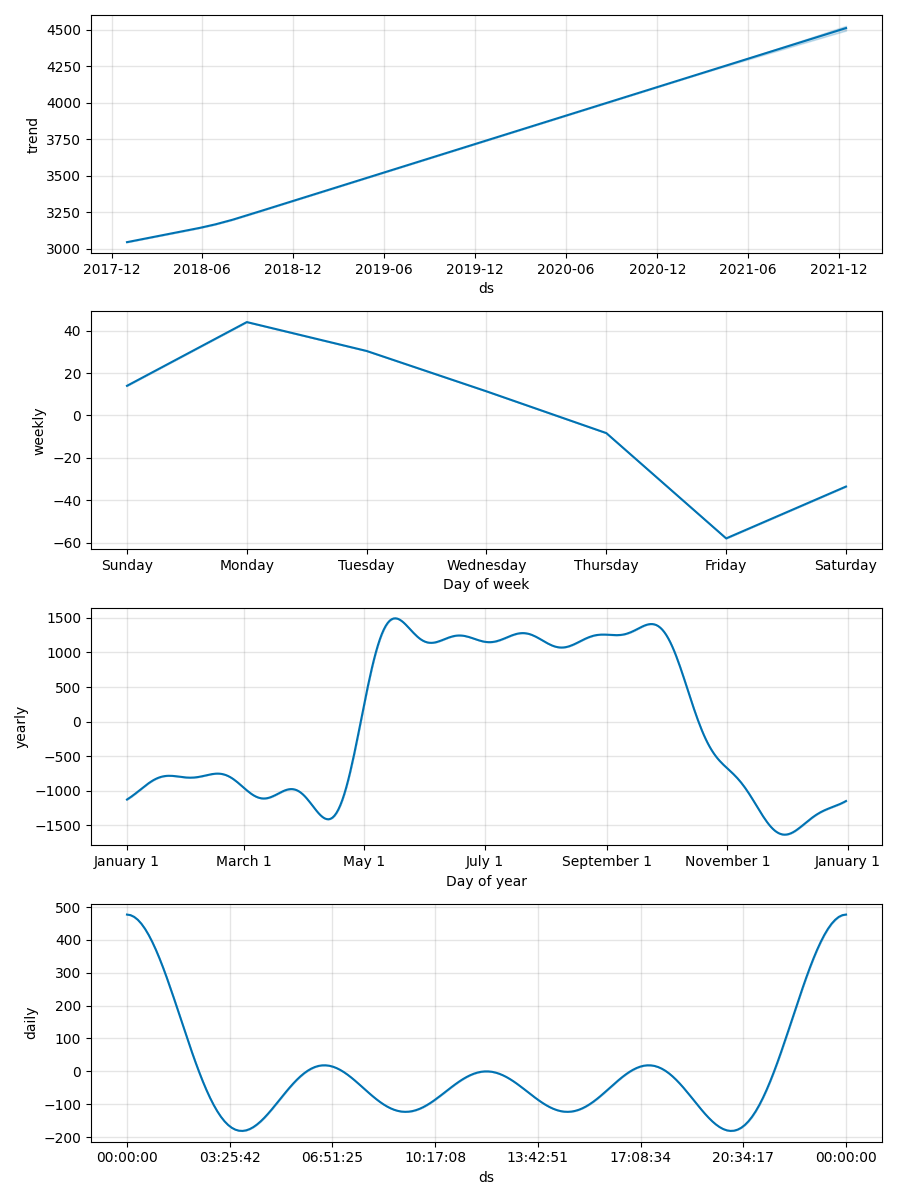 4500
4250
4000
3750
3500
3250
3000
trend
2017-12 2018-06 2018-12 2019-06 2019-12 2020-06 2020-12 2021-06 2021-12
ds
40
20
0
−20
−40
−60
weekly
Sunday Monday Tuesday Wednesday Thursday Friday Saturday
Day of week
1500
1000
500
0
−500
−1000
−1500
yearly
January 1 March 1 May 1 July 1 September 1 November 1 January 1
Day of year
500
400
300
200
100
0
−100
−200
daily
00:00:00 03:25:42 06:51:25 10:17:08 13:42:51 17:08:34 20:34:17 00:00:00
ds